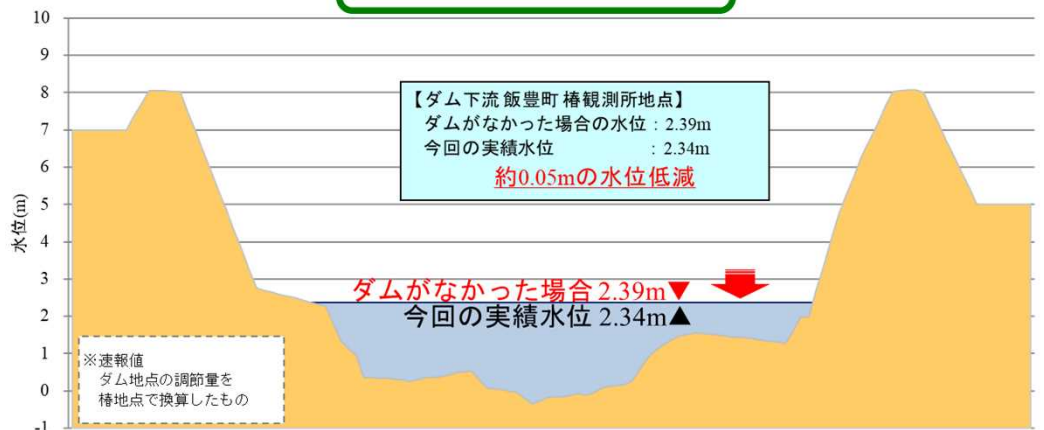 10
9
8
7
6
5
4
3
2
1
0
-1
水位(m)
【ダム下流 飯豊町 椿観測所地点】
ダムがなかった場合の水位 : 2.39m
今回の実績水位 : 2.34m
約0.05mの水位低減
ダムがなかった場合 2.39m▼
今回の実績水位 2.34m▲
※速報値
ダム地点の調節量を
椿地点で換算したもの